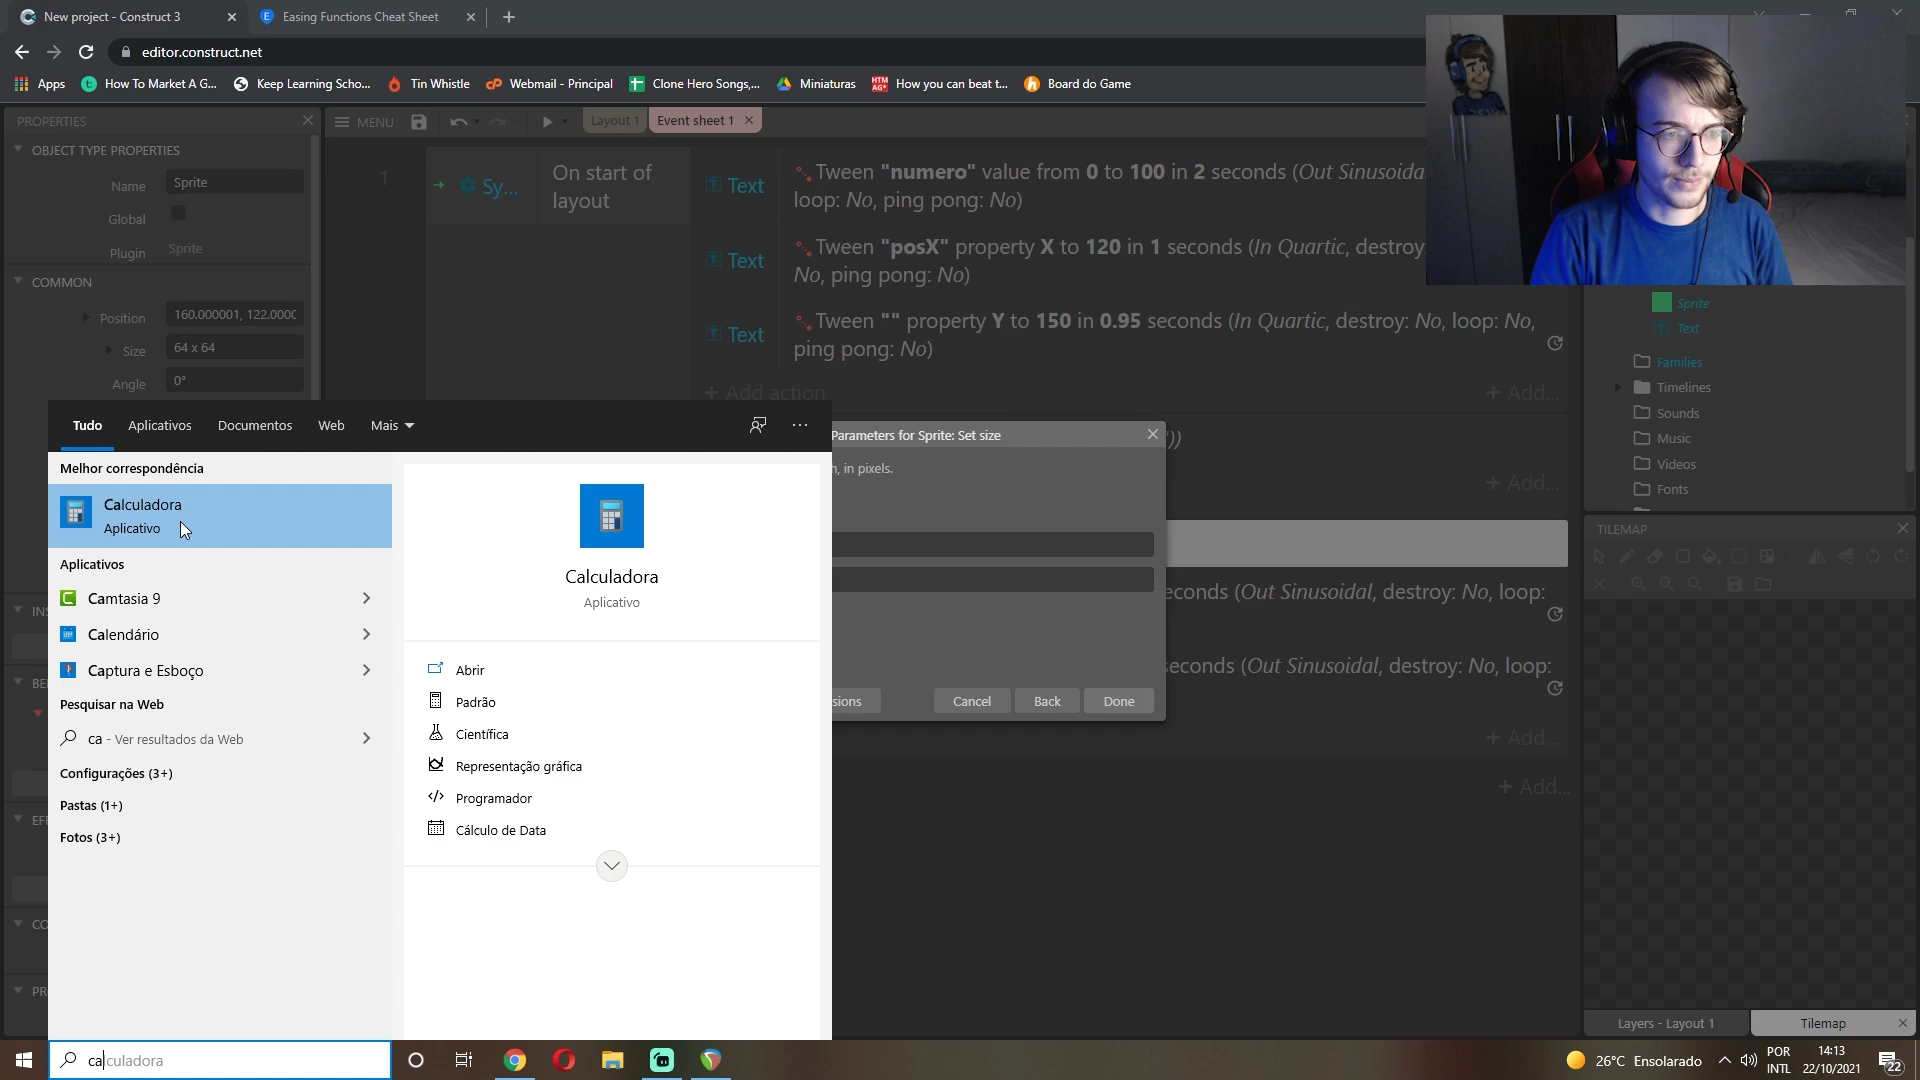 New project - Construct 3
Easing Functions Cheat Sheet
editor.construct.net
Apps
How To Market A G...
Keep Learning Scho...
Tin Whistle
Webmail - Principal
Clone Hero Songs,...
Miniaturas
How you can beat t...
Board do Game
PROPERTIES
MENU
Layout 1
Event sheet 1
OBJECT TYPE PROPERTIES
Name
Sprite
Global
Plugin
Sprite
COMMON
Position
160.000001, 122.0000
Size
64 x 64
Angle
0°
1
Sy...
On start of
layout
Text
Tween "numero" value from 0 to 100 in 2 seconds (Out Sinusoida
loop: No, ping pong: No)
Text
Tween "posX" property X to 120 in 1 seconds (In Quartic, destroy
No, ping pong: No)
Text
Tween "" property Y to 150 in 0.95 seconds (In Quartic, destroy: No, loop: No,
ping pong: No)
+ Add action
+ Add...
Sprite
Text
Families
Timelines
Sounds
Music
Videos
Fonts
TILEMAP
Tudo
Aplicativos
Documentos
Web
Mais
Melhor correspondência
Calculadora
Aplicativo
Aplicativos
Camtasia 9
Calendário
Captura e Esboço
Pesquisar na Web
ca - Ver resultados da Web
Configurações (3+)
Pastas (1+)
Fotos (3+)
Calculadora
Aplicativo
Abrir
Padrão
Científica
Representação gráfica
Programador
Cálculo de Data
Parameters for Sprite: Set size
, in pixels.
"))
+ Add...
sions
Cancel
Back
Done
econds (Out Sinusoidal, destroy: No, loop:
seconds (Out Sinusoidal, destroy: No, loop:
+ Add...
+ Add...
INS
BE
EF
CO
PR
Layers - Layout 1
Tilemap
calculadora
26°C Ensolarado
POR
INTL
14:13
22/10/2021
22